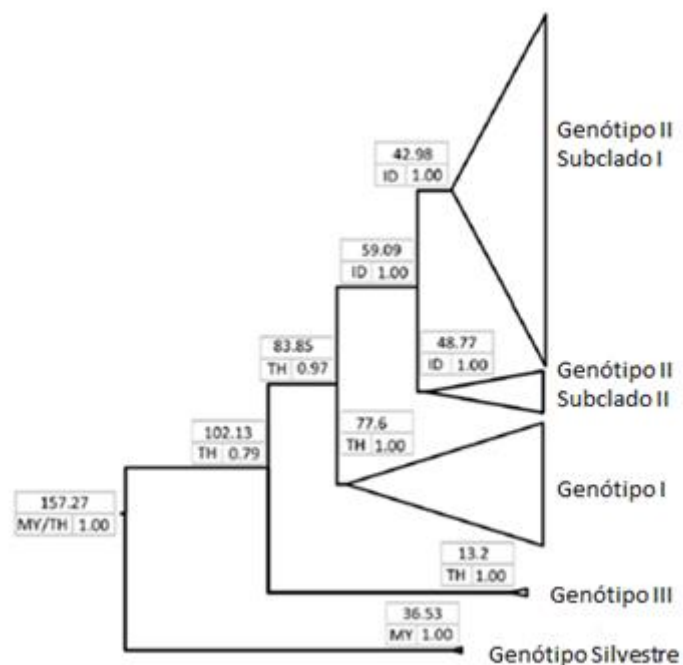 Genótipo II
Subclado I
42.98
ID 1.00
59.09
ID 1.00
83.85
TH 0.97
48.77
ID 1.00
Genótipo II
Subclado II
102.13
TH 0.79
77.6
TH 1.00
Genótipo I
157.27
MY/TH 1.00
13.2
TH 1.00
Genótipo III
36.53
MY 1.00
Genótipo Silvestre